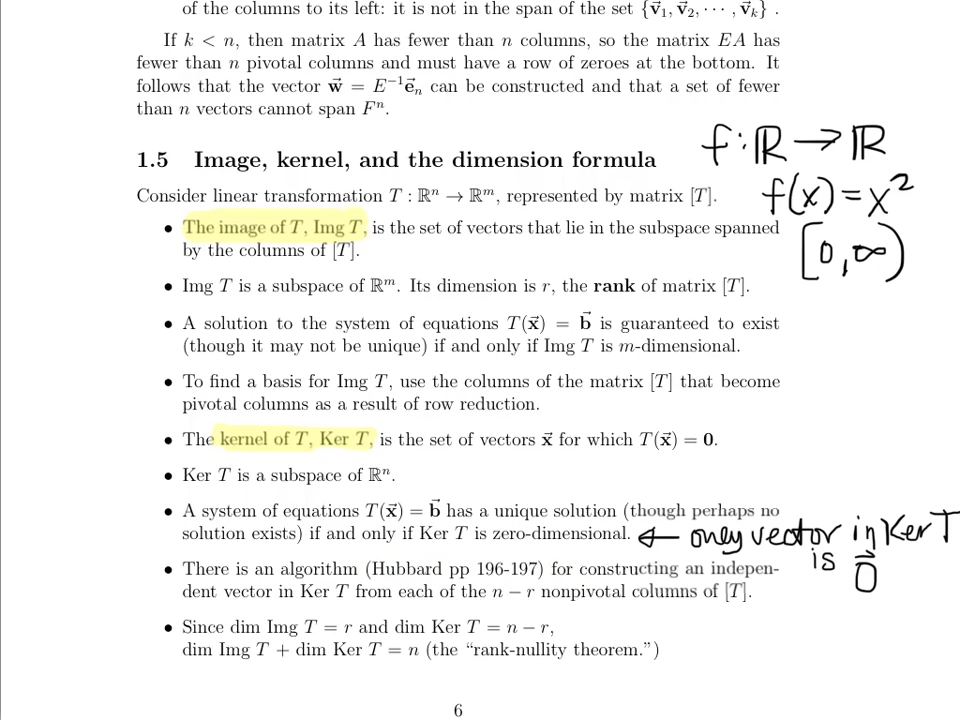 of the columns to its left: it is not in the span of the set {v⃗₁, v⃗₂, ⋯ , v⃗ₖ} .
If k < n, then matrix A has fewer than n columns, so the matrix EA has
fewer than n pivotal columns and must have a row of zeroes at the bottom. It
follows that the vector w⃗ = E⁻¹e⃗ₙ can be constructed and that a set of fewer
than n vectors cannot span Fⁿ.
1.5 Image, kernel, and the dimension formula
f: ℝ → ℝ
Consider linear transformation T : ℝⁿ → ℝᵐ, represented by matrix [T].
f(x) = x²
• The image of T, Img T, is the set of vectors that lie in the subspace spanned
by the columns of [T].
[0, ∞)
• Img T is a subspace of ℝᵐ. Its dimension is r, the rank of matrix [T].
• A solution to the system of equations T(x⃗) = b⃗ is guaranteed to exist
(though it may not be unique) if and only if Img T is m-dimensional.
• To find a basis for Img T, use the columns of the matrix [T] that become
pivotal columns as a result of row reduction.
• The kernel of T, Ker T, is the set of vectors x⃗ for which T(x⃗) = 0.
• Ker T is a subspace of ℝⁿ.
• A system of equations T(x⃗) = b⃗ has a unique solution (though perhaps no
solution exists) if and only if Ker T is zero-dimensional.
← only vector in Ker T
is 0⃗
• There is an algorithm (Hubbard pp 196-197) for constructing an indepen-
dent vector in Ker T from each of the n − r nonpivotal columns of [T].
• Since dim Img T = r and dim Ker T = n − r,
dim Img T + dim Ker T = n (the “rank-nullity theorem.”)
6